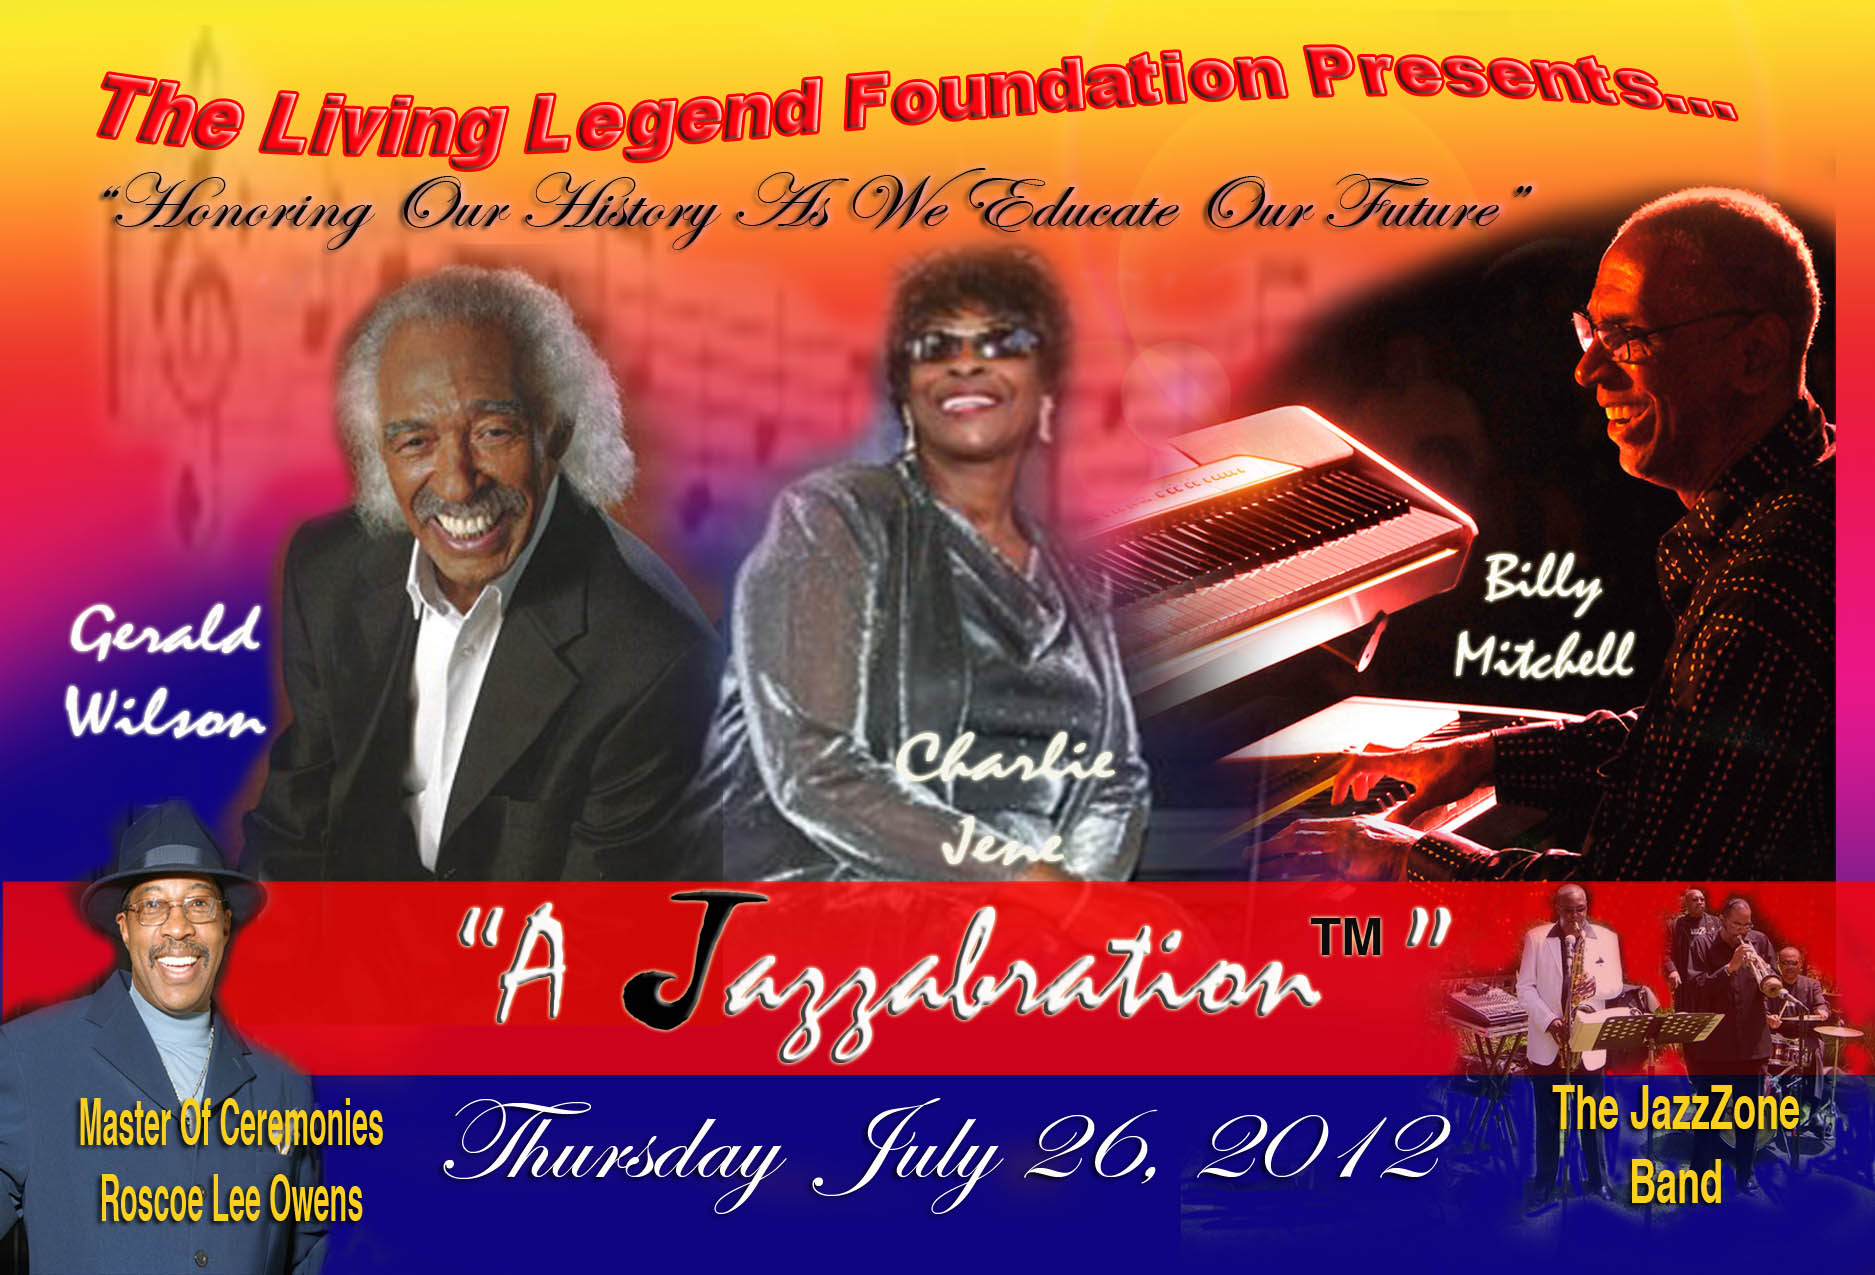 The Living Legend Foundation Presents...
“Honoring Our History As We Educate Our Future”
Gerald
Wilson
Charlie
Jene
Billy
Mitchell
“A Jazzabration™”
Master Of Ceremonies
Roscoe Lee Owens
Thursday July 26, 2012
The JazzZone
Band